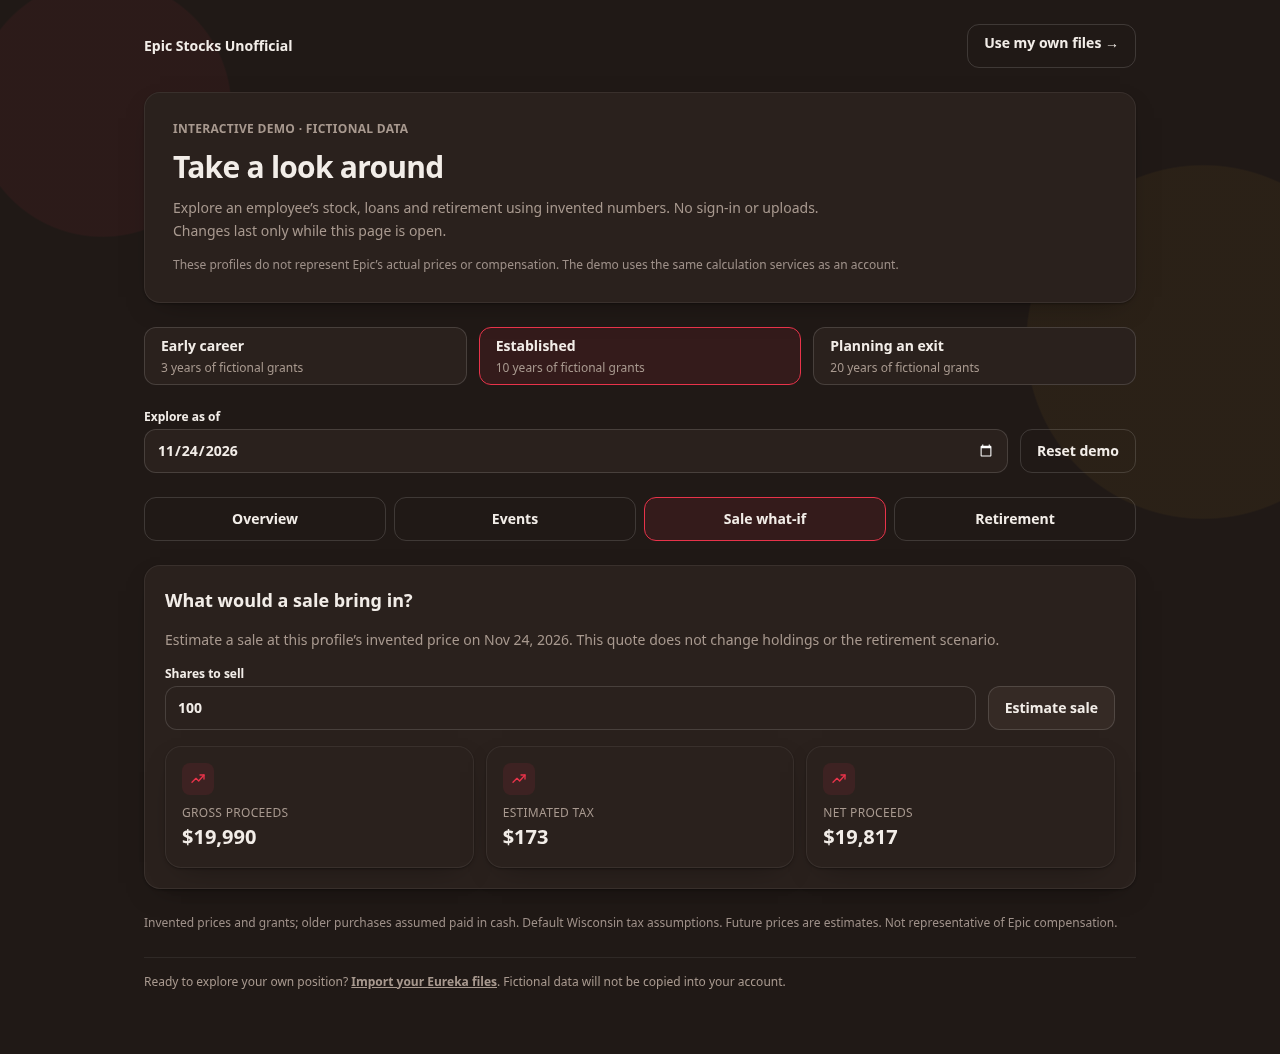 Epic Stocks Unofficial
Use my own files →
INTERACTIVE DEMO · FICTIONAL DATA
Take a look around
Explore an employee’s stock, loans and retirement using invented numbers. No sign-in or uploads.
Changes last only while this page is open.
These profiles do not represent Epic’s actual prices or compensation. The demo uses the same calculation services as an account.
Early career
3 years of fictional grants
Established
10 years of fictional grants
Planning an exit
20 years of fictional grants
Explore as of
11/24/2026
Reset demo
Overview
Events
Sale what-if
Retirement
What would a sale bring in?
Estimate a sale at this profile’s invented price on Nov 24, 2026. This quote does not change holdings or the retirement scenario.
Shares to sell
100
Estimate sale
GROSS PROCEEDS
$19,990
ESTIMATED TAX
$173
NET PROCEEDS
$19,817
Invented prices and grants; older purchases assumed paid in cash. Default Wisconsin tax assumptions. Future prices are estimates. Not representative of Epic compensation.
Ready to explore your own position? Import your Eureka files. Fictional data will not be copied into your account.